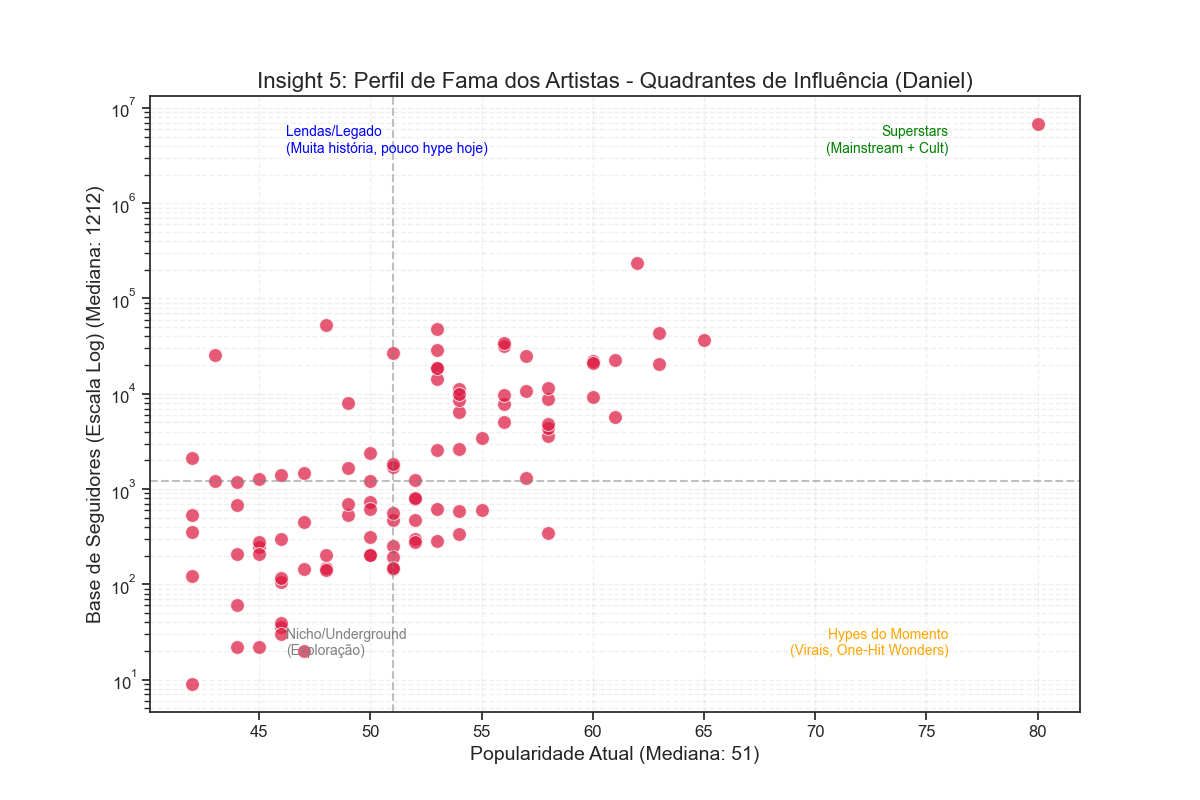 Insight 5: Perfil de Fama dos Artistas - Quadrantes de Influência (Daniel)
Lendas/Legado
(Muita história, pouco hype hoje)
Superstars
(Mainstream + Cult)
Nicho/Underground
(Exploração)
Hypes do Momento
(Virais, One-Hit Wonders)
Base de Seguidores (Escala Log) (Mediana: 1212)
10⁷
10⁶
10⁵
10⁴
10³
10²
10¹
45 50 55 60 65 70 75 80
Popularidade Atual (Mediana: 51)